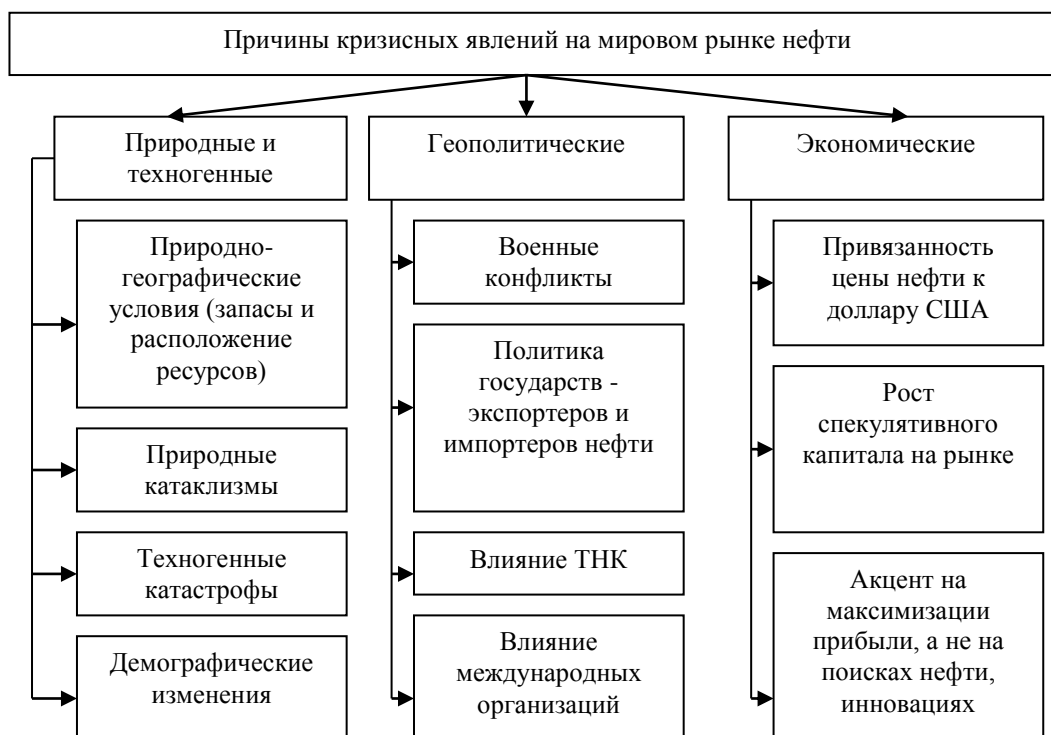 Причины кризисных явлений на мировом рынке нефти
Природные и
техногенные
Природно-
географические
условия (запасы и
расположение
ресурсов)
Природные
катаклизмы
Техногенные
катастрофы
Демографические
изменения
Геополитические
Военные
конфликты
Политика
государств -
экспортеров и
импортеров нефти
Влияние ТНК
Влияние
международных
организаций
Экономические
Привязанность
цены нефти к
доллару США
Рост
спекулятивного
капитала на рынке
Акцент на
максимизации
прибыли, а не на
поисках нефти,
инновациях